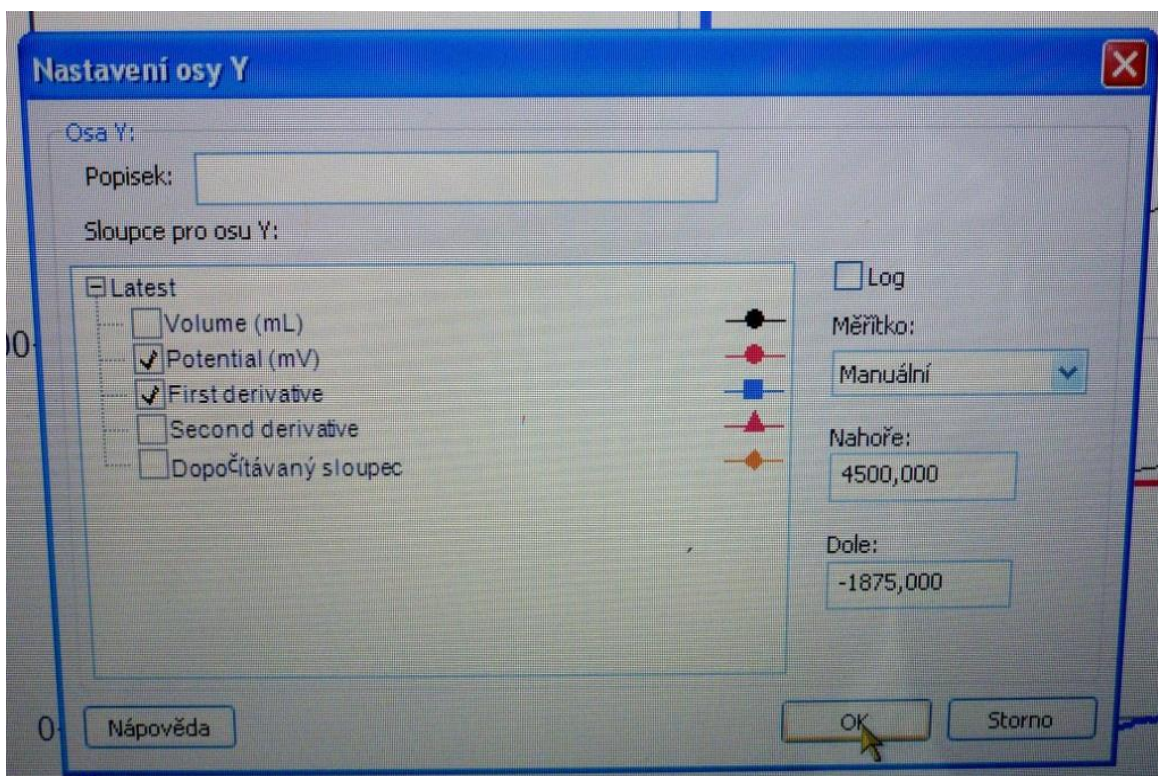 Nastavení osy Y
Osa Y:
Popisek:
Sloupce pro osu Y:
Latest
Volume (mL)
Potential (mV)
First derivative
Second derivative
Dopočítávaný sloupec
Log
Měřítko:
Manuální
Nahoře:
4500,000
Dole:
-1875,000
0
Nápověda
OK
Storno